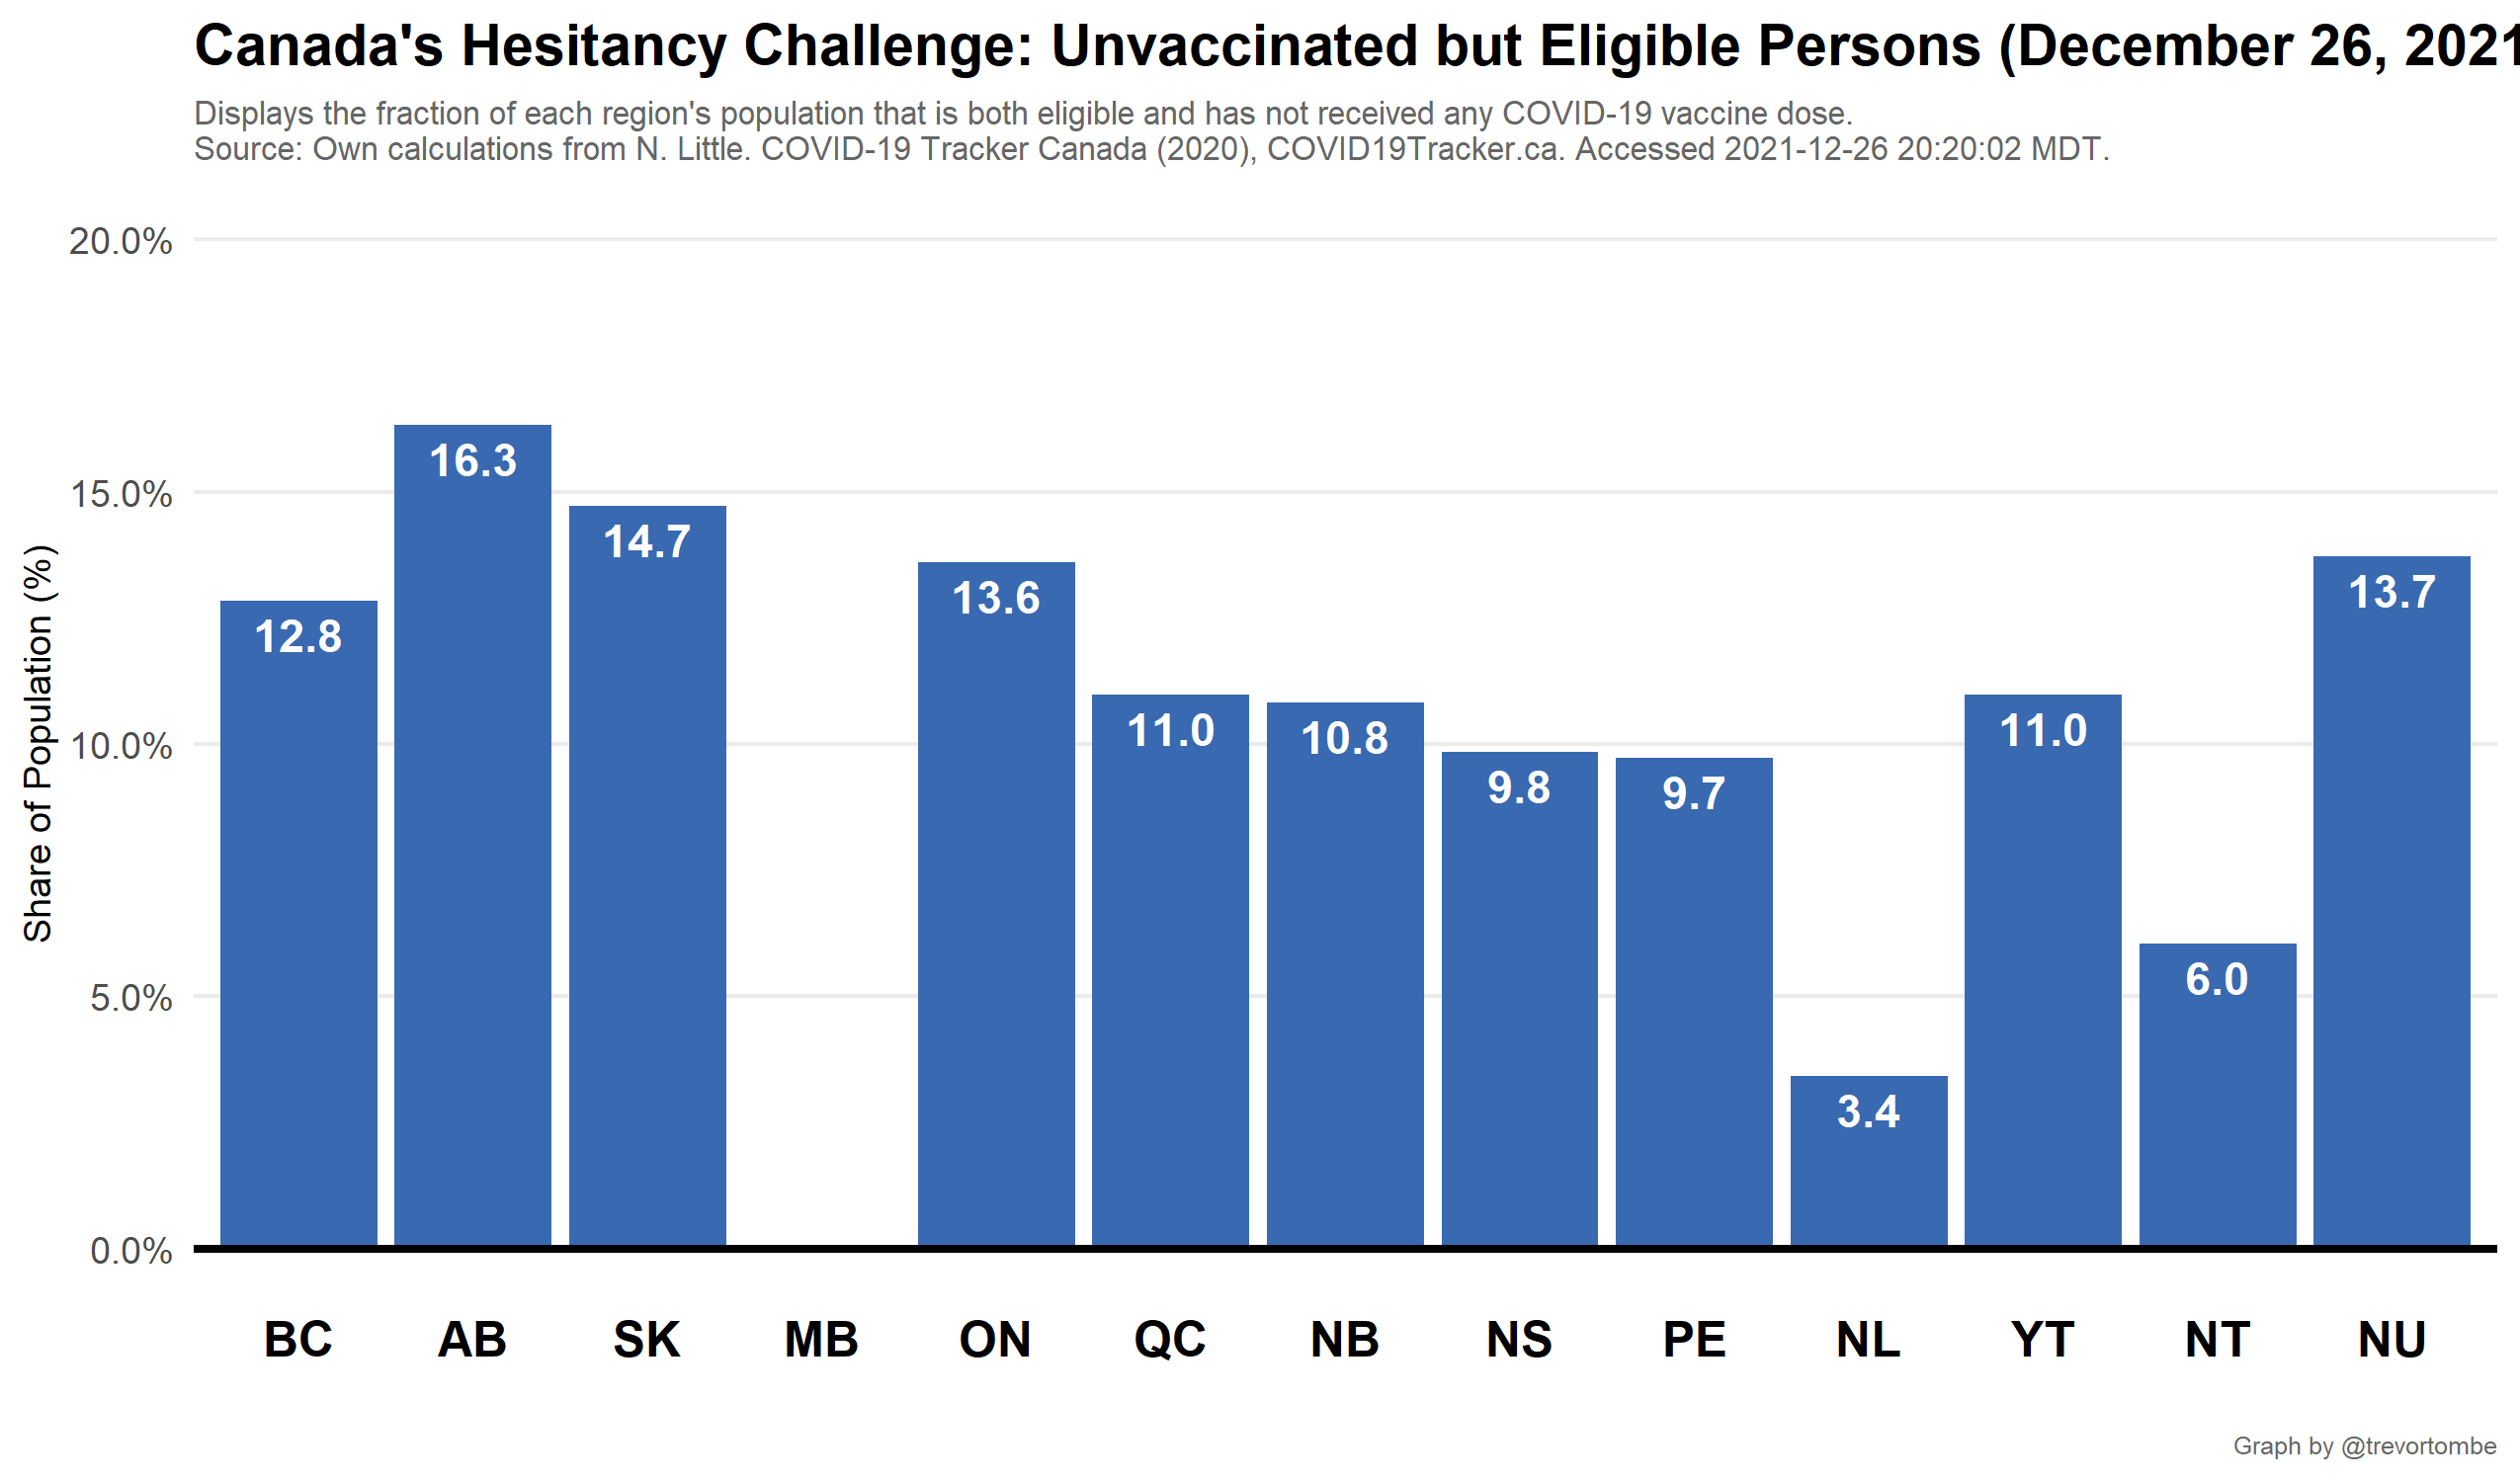 Canada's Hesitancy Challenge: Unvaccinated but Eligible Persons (December 26, 2021
Displays the fraction of each region's population that is both eligible and has not received any COVID-19 vaccine dose.
Source: Own calculations from N. Little. COVID-19 Tracker Canada (2020), COVID19Tracker.ca. Accessed 2021-12-26 20:20:02 MDT.
Share of Population (%)
20.0%
15.0%
10.0%
5.0%
0.0%
12.8
16.3
14.7
13.6
11.0
10.8
9.8
9.7
3.4
11.0
6.0
13.7
BC AB SK MB ON QC NB NS PE NL YT NT NU
Graph by @trevortombe